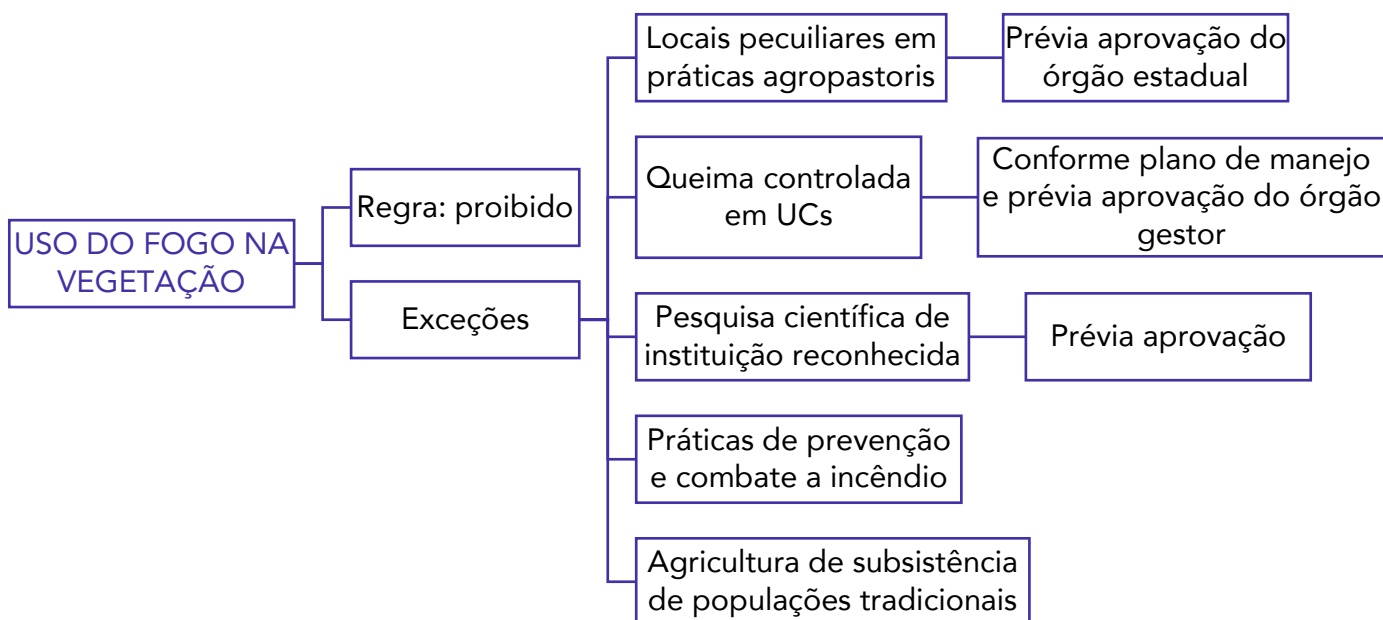 USO DO FOGO NA
VEGETAÇÃO
Regra: proibido
Exceções
Locais pecuiliares em
práticas agropastoris
Prévia aprovação do
órgão estadual
Queima controlada
em UCs
Conforme plano de manejo
e prévia aprovação do órgão
gestor
Pesquisa científica de
instituição reconhecida
Prévia aprovação
Práticas de prevenção
e combate a incêndio
Agricultura de subsistência
de populações tradicionais